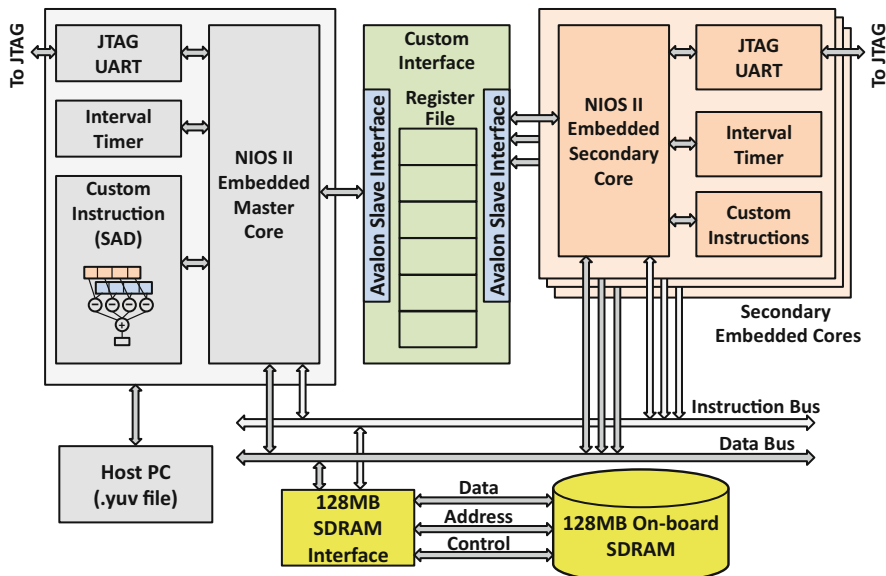 To JTAG
JTAG
UART
Interval
Timer
Custom
Instruction
(SAD)
NIOS II
Embedded
Master
Core
Custom
Interface
Register
File
Avalon Slave Interface
Avalon Slave Interface
NIOS II
Embedded
Secondary
Core
JTAG
UART
Interval
Timer
Custom
Instructions
To JTAG
Secondary
Embedded Cores
Instruction Bus
Data Bus
Host PC
(.yuv file)
128MB
SDRAM
Interface
Data
Address
Control
128MB On-board
SDRAM